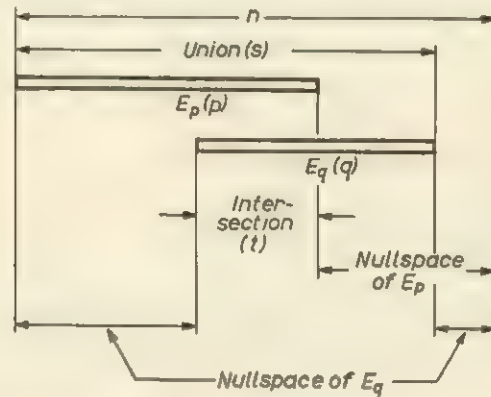 n
Union(s)
E_p(p)
E_q(q)
Inter-
section
(t)
Nullspace
of E_p
Nullspace of E_q